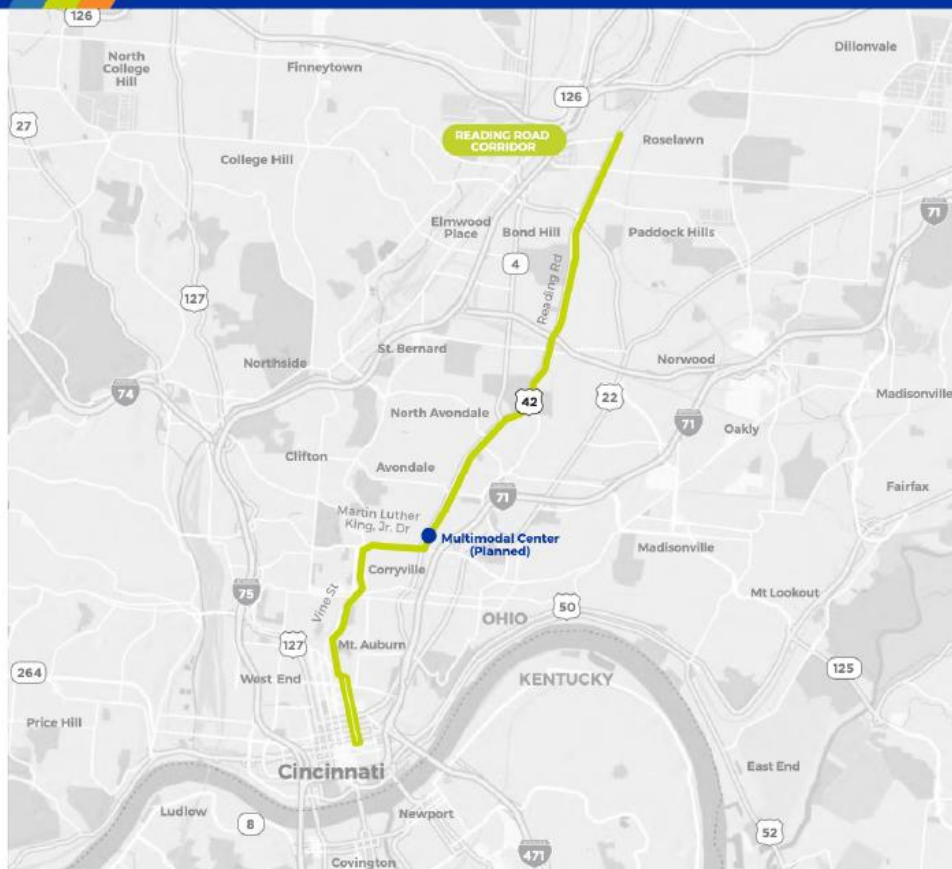 126
North
College
Hill
Finneytown
Dillonvale
27
126
READING ROAD
CORRIDOR
Roselawn
College Hill
71
Elmwood
Place
Bond Hill
Paddock Hills
4
Reading Rd
127
St. Bernard
Northside
Norwood
74
42
22
Madisonville
North Avondale
71
Oakly
Clifton
Avondale
Fairfax
71
Martin Luther
King, Jr. Dr
Multimodal Center
(Planned)
Madisonville
Corryville
75
Vine St
50
Mt Lookout
OHIO
127
Mt. Auburn
125
264
West End
KENTUCKY
Price Hill
East End
Cincinnati
Ludlow
8
Newport
52
471
Covington